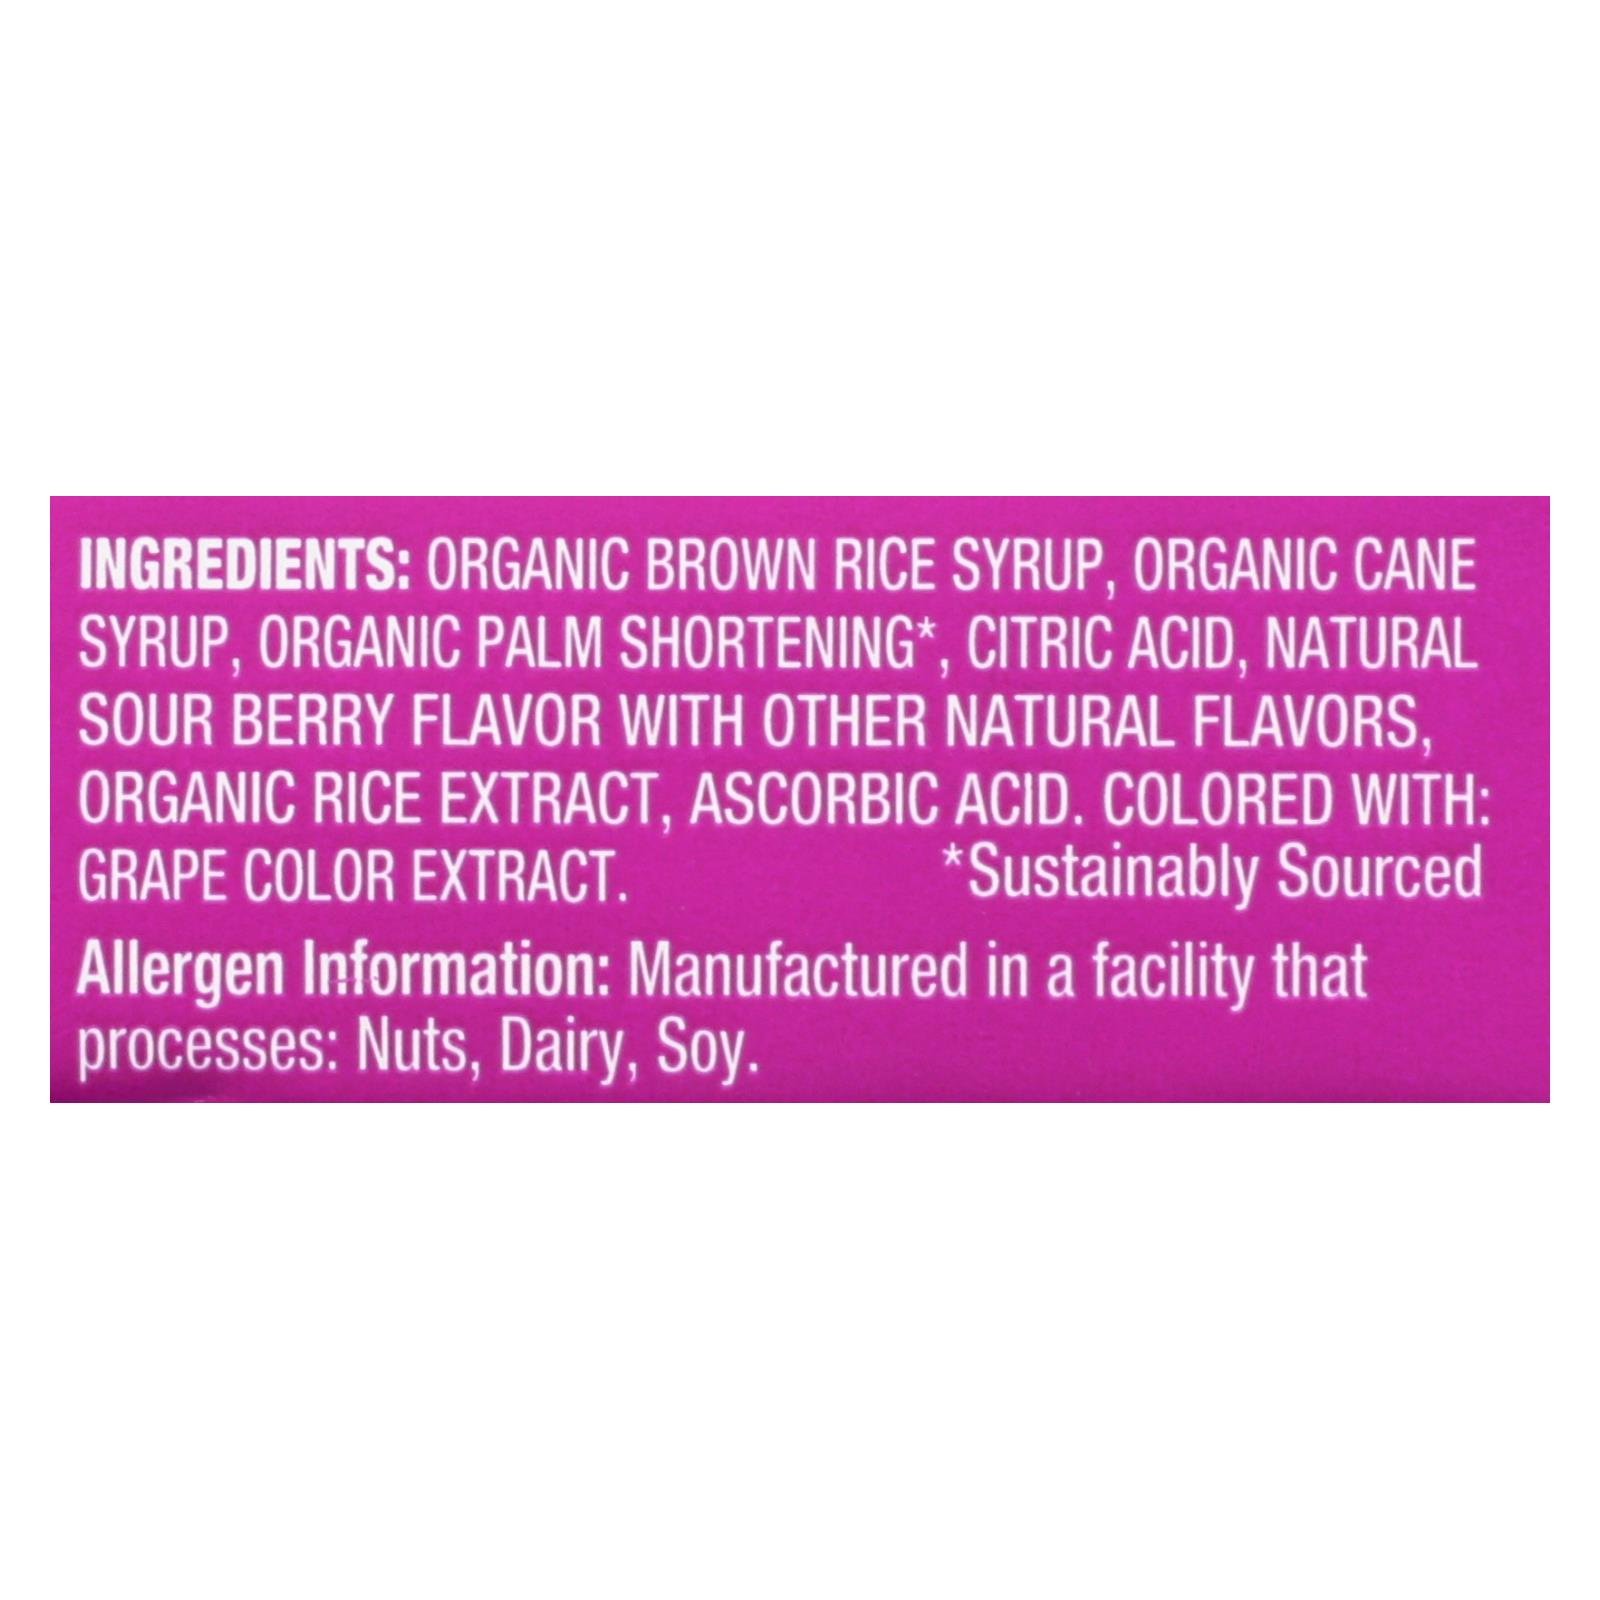 INGREDIENTS: ORGANIC BROWN RICE SYRUP, ORGANIC CANE
SYRUP, ORGANIC PALM SHORTENING*, CITRIC ACID, NATURAL
SOUR BERRY FLAVOR WITH OTHER NATURAL FLAVORS,
ORGANIC RICE EXTRACT, ASCORBIC ACID. COLORED WITH:
GRAPE COLOR EXTRACT. *Sustainably Sourced
Allergen Information: Manufactured in a facility that
processes: Nuts, Dairy, Soy.